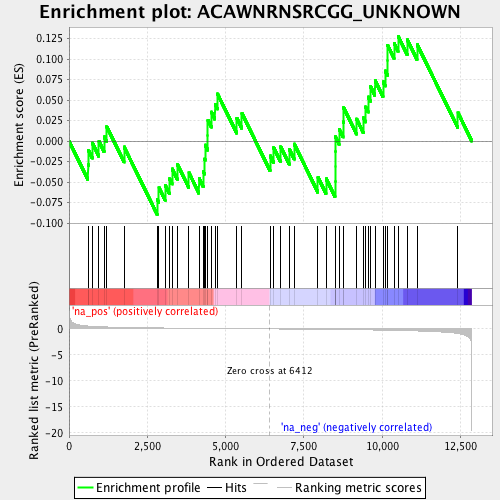 Enrichment plot: ACAWNRNSRCGG_UNKNOWN
Enrichment score (ES)
0.125
0.100
0.075
0.050
0.025
0.000
-0.025
-0.050
-0.075
-0.100
'na_pos' (positively correlated)
'na_neg' (negatively correlated)
Ranked list metric (PreRanked)
0
-5
-10
-15
-20
Zero cross at 6412
0
2,500
5,000
7,500
10,000
12,500
Rank in Ordered Dataset
Enrichment profile
Hits
Ranking metric scores